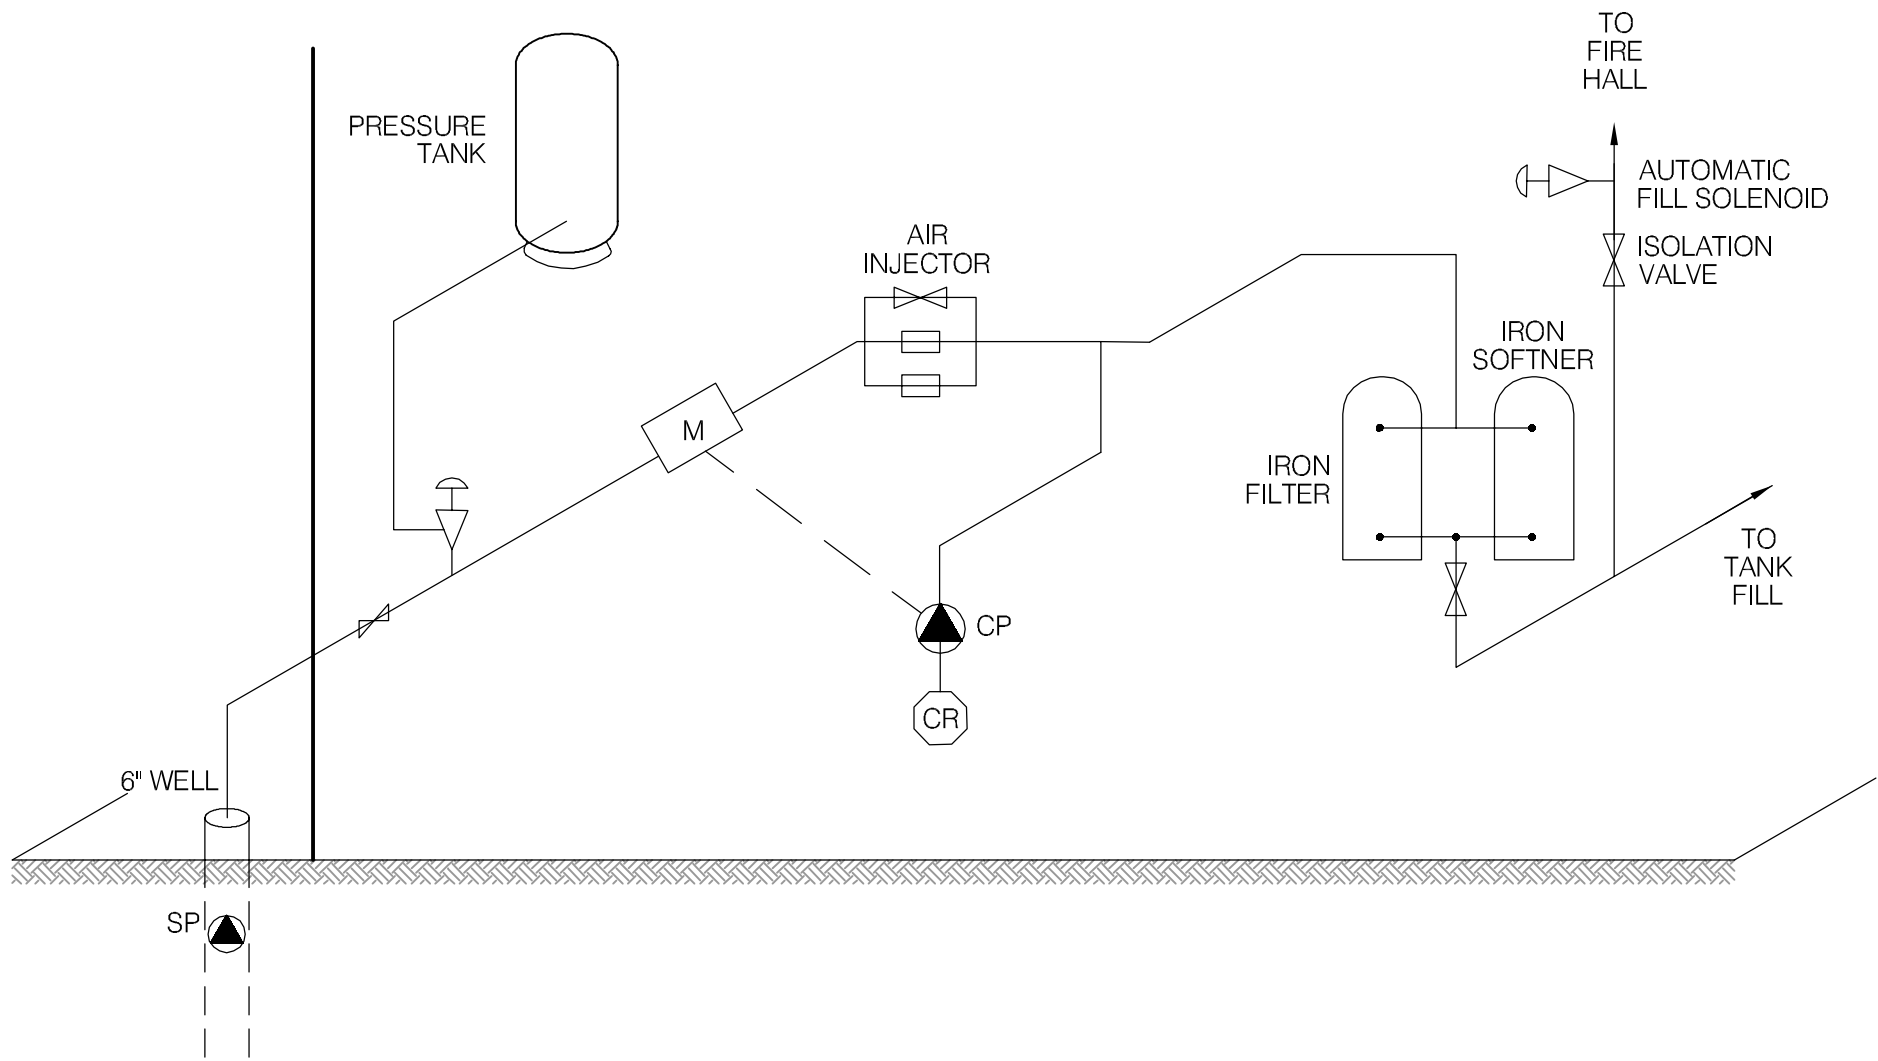 TO
FIRE
HALL
PRESSURE
TANK
AUTOMATIC
FILL SOLENOID
AIR
INJECTOR
ISOLATION
VALVE
IRON
SOFTNER
M
IRON
FILTER
TO
TANK
FILL
CP
CR
6" WELL
SP